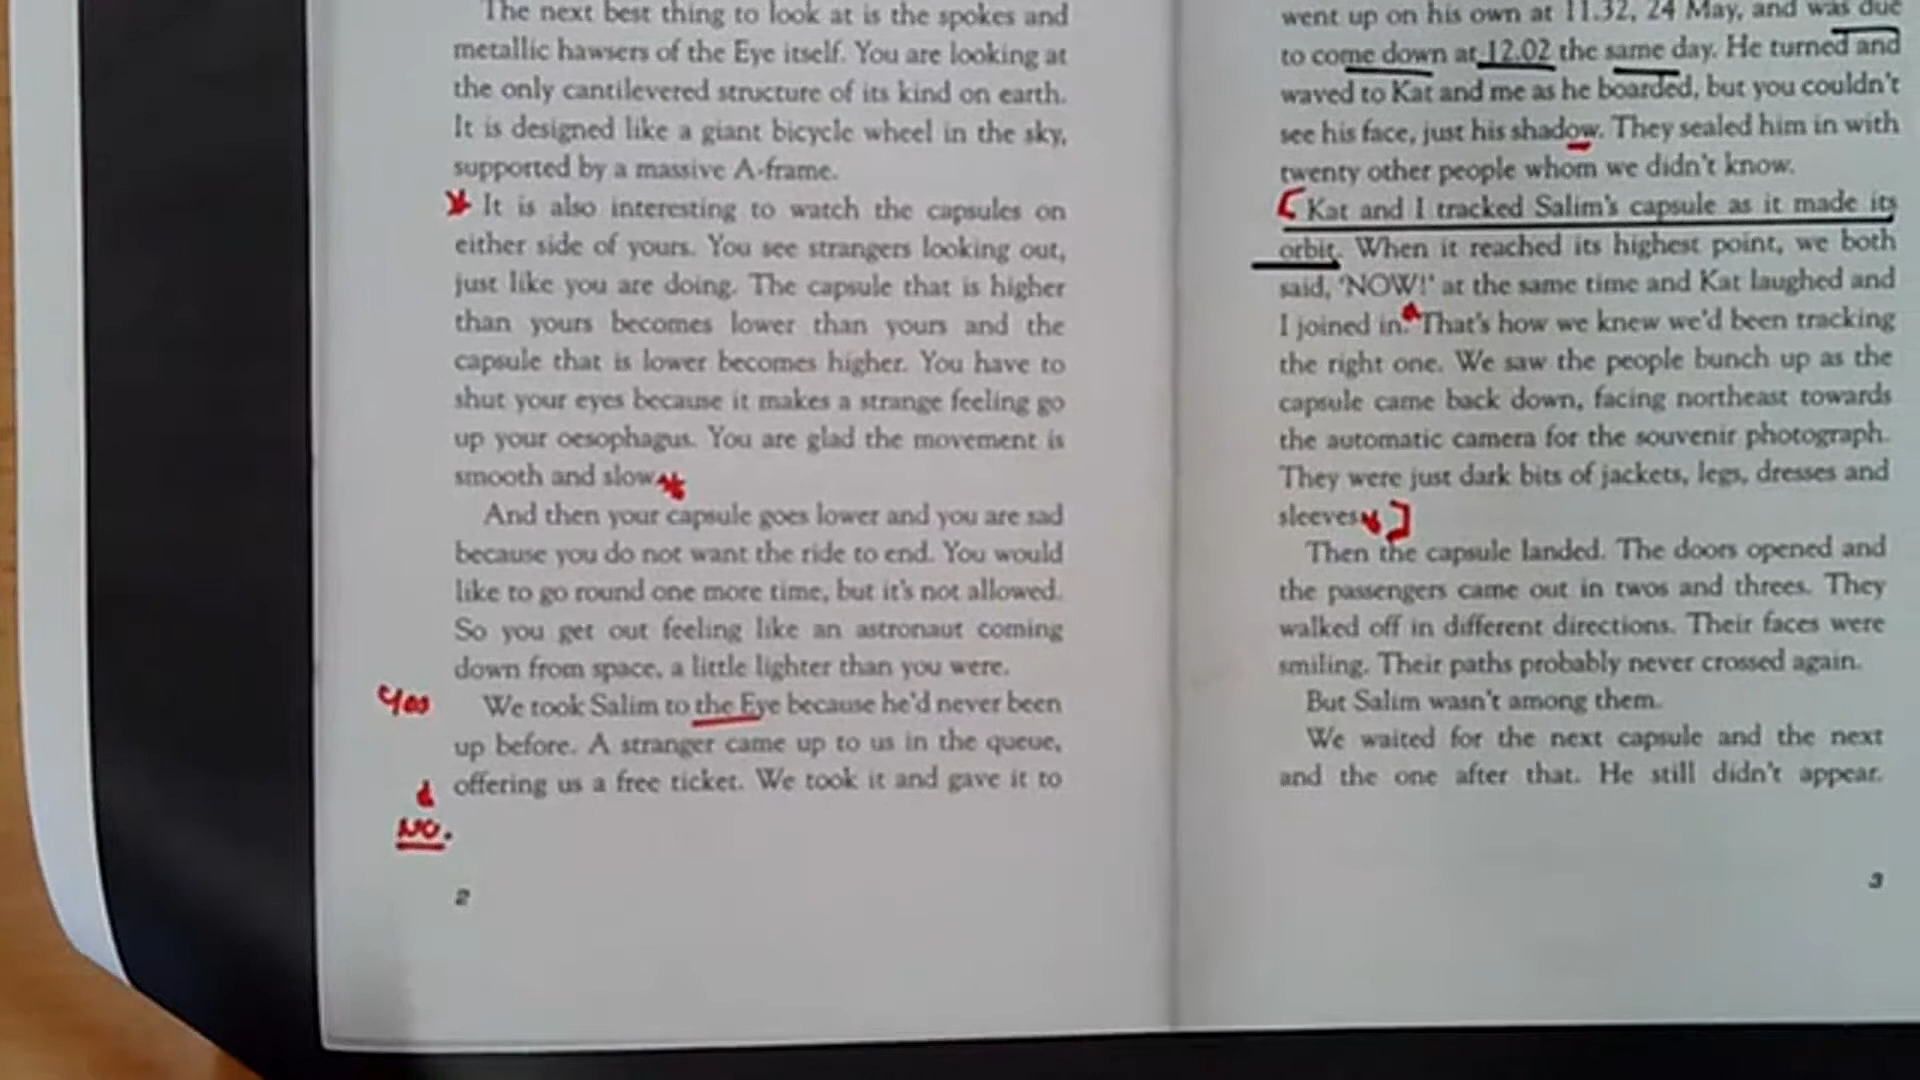 The next best thing to look at is the spokes and
metallic hawsers of the Eye itself. You are looking at
the only cantilevered structure of its kind on earth.
It is designed like a giant bicycle wheel in the sky,
supported by a massive A-frame.
It is also interesting to watch the capsules on
either side of yours. You see strangers looking out,
just like you are doing. The capsule that is higher
than yours becomes lower than yours and the
capsule that is lower becomes higher. You have to
shut your eyes because it makes a strange feeling go
up your oesophagus. You are glad the movement is
smooth and slow
And then your capsule goes lower and you are sad
because you do not want the ride to end. You would
like to go round one more time, but it's not allowed.
So you get out feeling like an astronaut coming
down from space, a little lighter than you were.
Yes
We took Salim to the Eye because he'd never been
up before. A stranger came up to us in the queue,
offering us a free ticket. We took it and gave it to
NO.
2
went up on his own at 11.32, 24 May, and was due
to come down at 12.02 the same day. He turned and
waved to Kat and me as he boarded, but you couldn't
see his face, just his shadow. They sealed him in with
twenty other people whom we didn't know.
[Kat and I tracked Salim's capsule as it made its
orbit. When it reached its highest point, we both
said, 'NOW!' at the same time and Kat laughed and
I joined in. That's how we knew we'd been tracking
the right one. We saw the people bunch up as the
capsule came back down, facing northeast towards
the automatic camera for the souvenir photograph.
They were just dark bits of jackets, legs, dresses and
sleeves ]
Then the capsule landed. The doors opened and
the passengers came out in twos and threes. They
walked off in different directions. Their faces were
smiling. Their paths probably never crossed again.
But Salim wasn't among them.
We waited for the next capsule and the next
and the one after that. He still didn't appear.
3